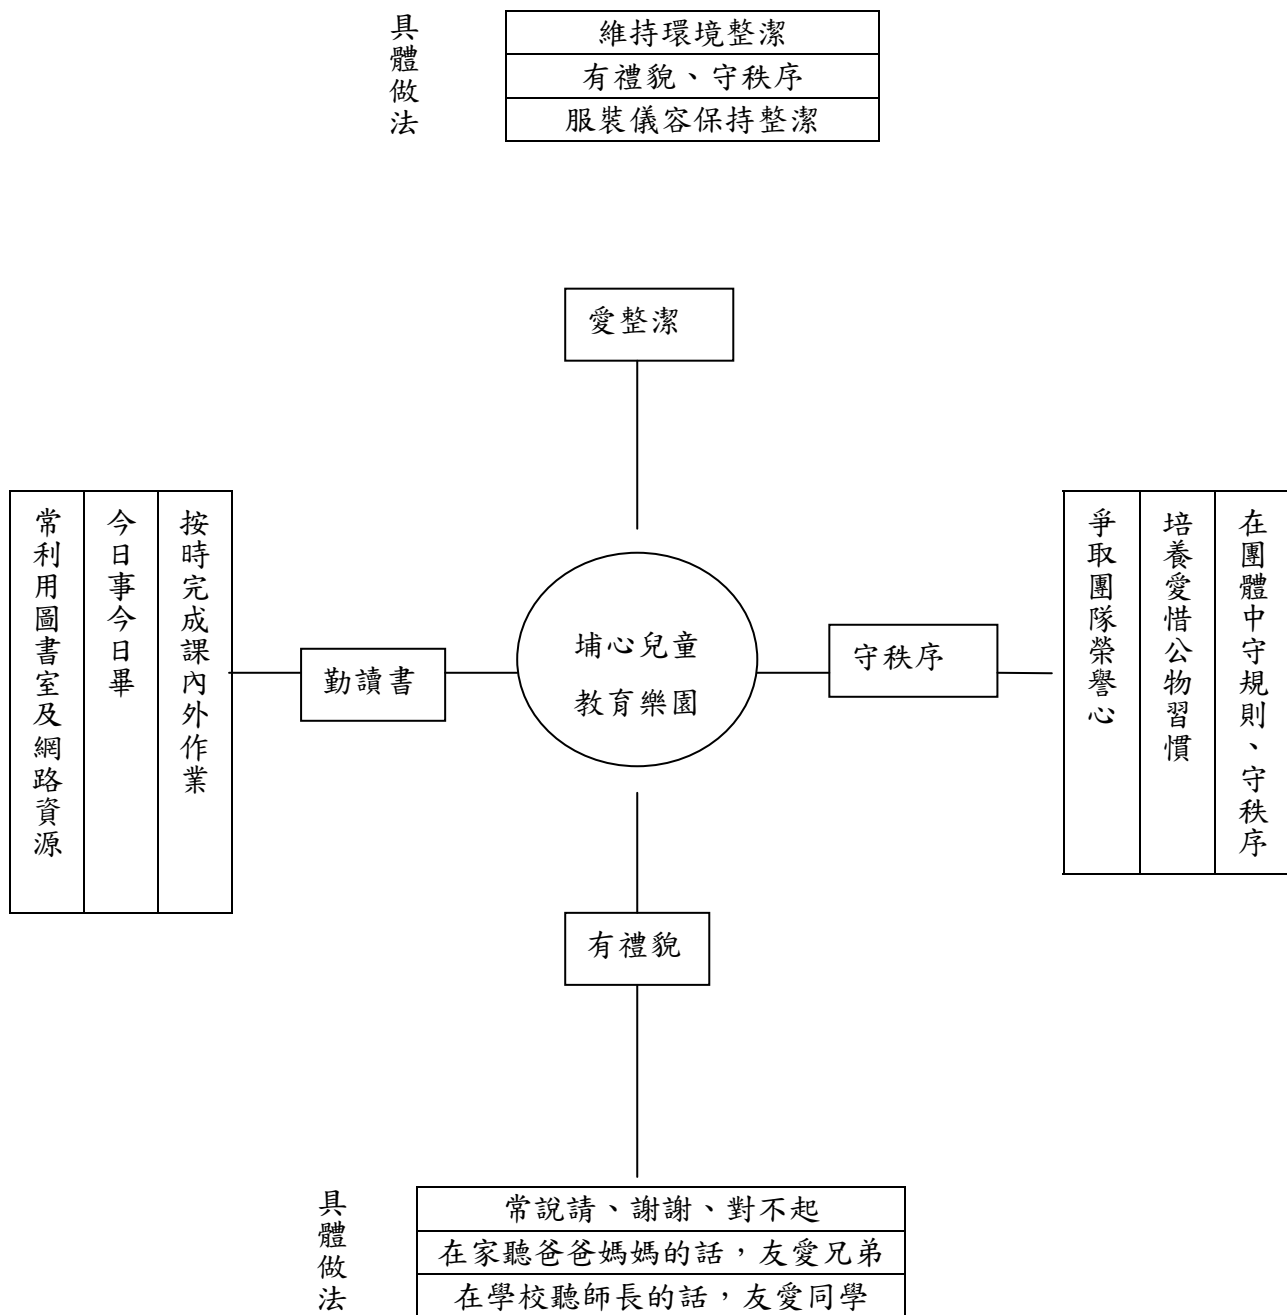 具體做法
維持環境整潔
有禮貌、守秩序
服裝儀容保持整潔
愛整潔
按時完成課內外作業
今日事今日畢
常利用圖書室及網路資源
勤讀書
埔心兒童
教育樂園
守秩序
在團體中守規則、守秩序
培養愛惜公物習慣
爭取團隊榮譽心
有禮貌
具體做法
常說請、謝謝、對不起
在家聽爸爸媽媽的話，友愛兄弟
在學校聽師長的話，友愛同學